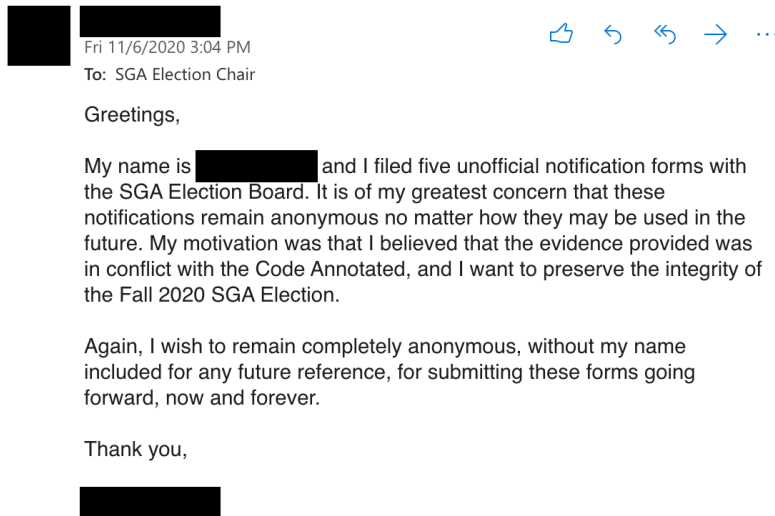 Fri 11/6/2020 3:04 PM
To: SGA Election Chair
Greetings,
My name is and I filed five unofficial notification forms with
the SGA Election Board. It is of my greatest concern that these
notifications remain anonymous no matter how they may be used in the
future. My motivation was that I believed that the evidence provided was
in conflict with the Code Annotated, and I want to preserve the integrity of
the Fall 2020 SGA Election.
Again, I wish to remain completely anonymous, without my name
included for any future reference, for submitting these forms going
forward, now and forever.
Thank you,